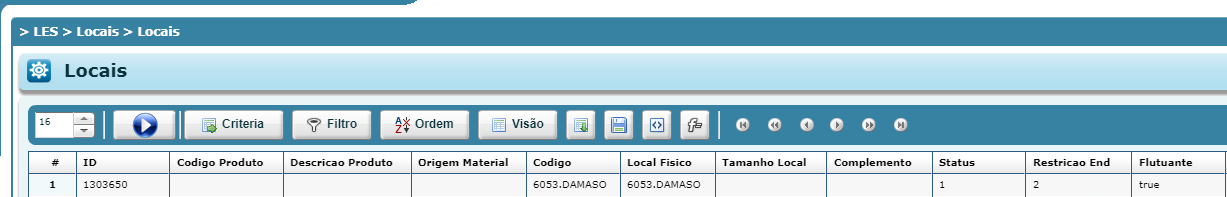 > LES > Locais > Locais
Locais
16 Criteria Filtro Ordem Visão
# ID Codigo Produto Descricao Produto Origem Material Codigo Local Fisico Tamanho Local Complemento Status Restricao End Flutuante
1 1303650 6053.DAMASO 6053.DAMASO 1 2 true